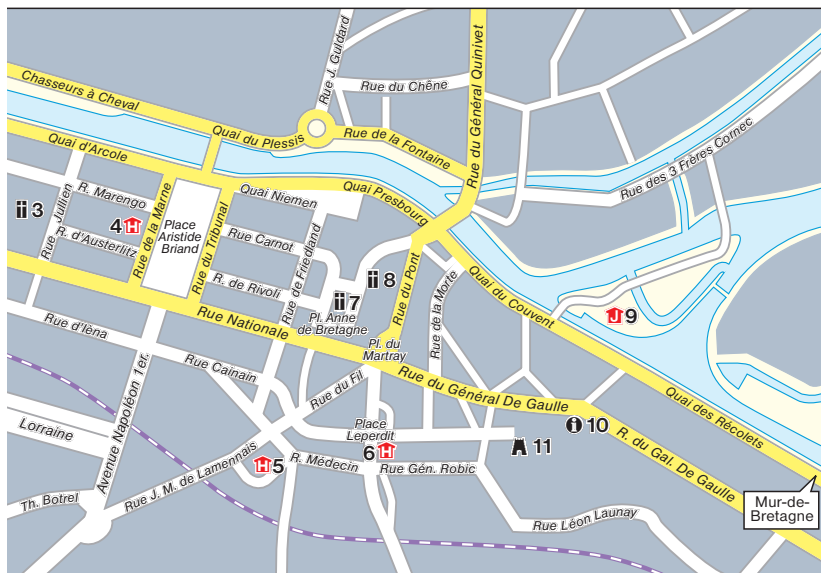 Chasseurs à Cheval
Quai du Plessis
Rue J. Guidard
Rue du Chêne
Rue de la Fontaine
Rue du Général Quinivet
Rue des 3 Frères Cornec
Quai d'Arcole
R. Marengo
Rue Jullien
3
4
H
R. d'Austerlitz
Rue de la Marne
Place
Aristide
Briand
Rue du Tribunal
Quai Niemen
Quai Presbourg
Rue Carnot
Rue de Friedland
R. de Rivoli
8
7
Pl. Anne
de Bretagne
Rue du Pont
Rue de la Morte
Quai du Couvent
J
9
Rue Nationale
Pl. du
Martray
Rue d'Ièna
Rue Cainain
Rue du Fil
Rue du Général De Gaulle
Quai des Récolets
Avenue Napoléon 1er.
Lorraine
Place
Leperdit
6
H
10
i
11
R. du Gal. De Gaulle
H
5
R. Médecin
Rue Gén. Robic
Rue J. M. de Lamennais
Th. Botrel
Rue Léon Launay
Mur-de-
Bretagne